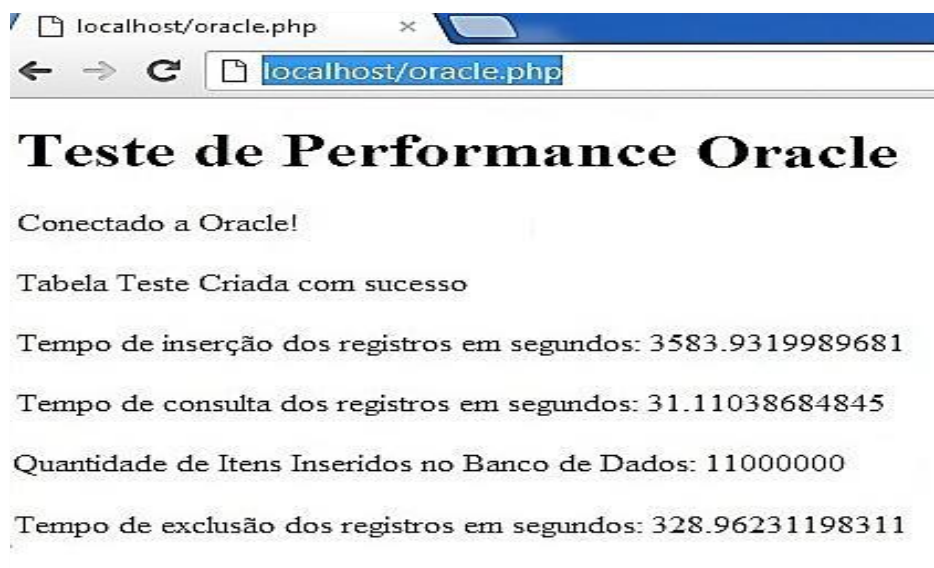 localhost/oracle.php
localhost/oracle.php
Teste de Performance Oracle
Conectado a Oracle!
Tabela Teste Criada com sucesso
Tempo de inserção dos registros em segundos: 3583.9319989681
Tempo de consulta dos registros em segundos: 31.11038684845
Quantidade de Itens Inseridos no Banco de Dados: 11000000
Tempo de exclusão dos registros em segundos: 328.96231198311